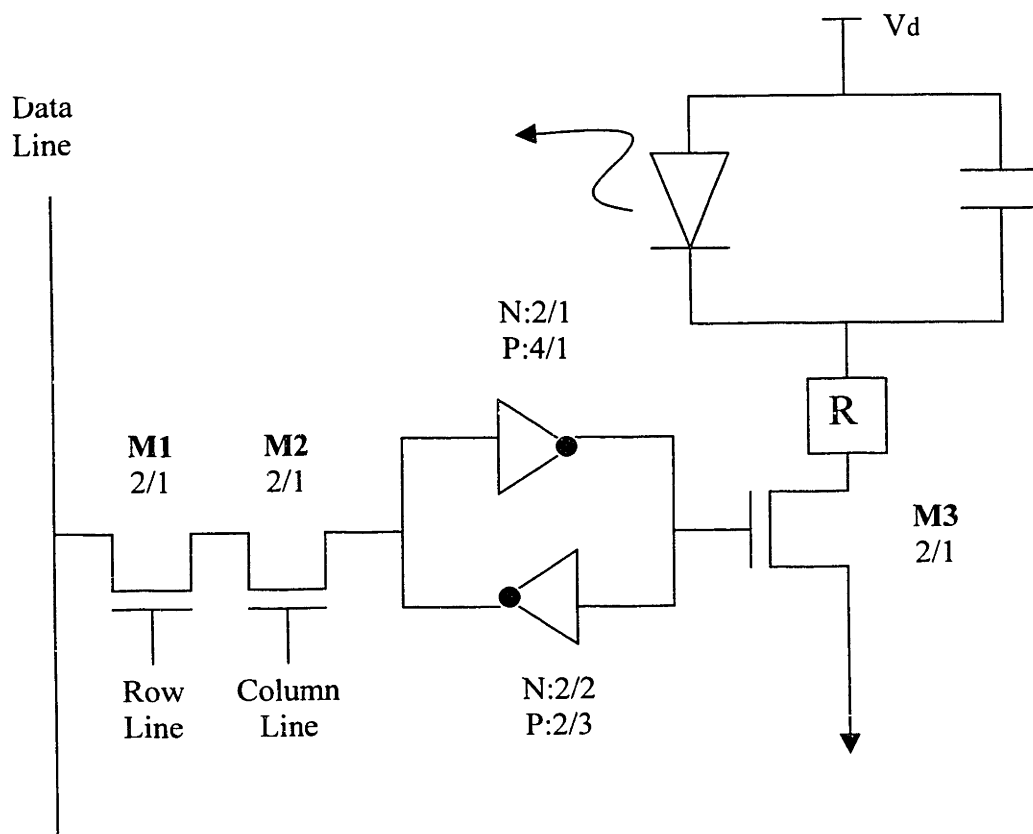 Vd
Data
Line
N:2/1
P:4/1
R
M1
2/1
M2
2/1
M3
2/1
Row
Line
Column
Line
N:2/2
P:2/3